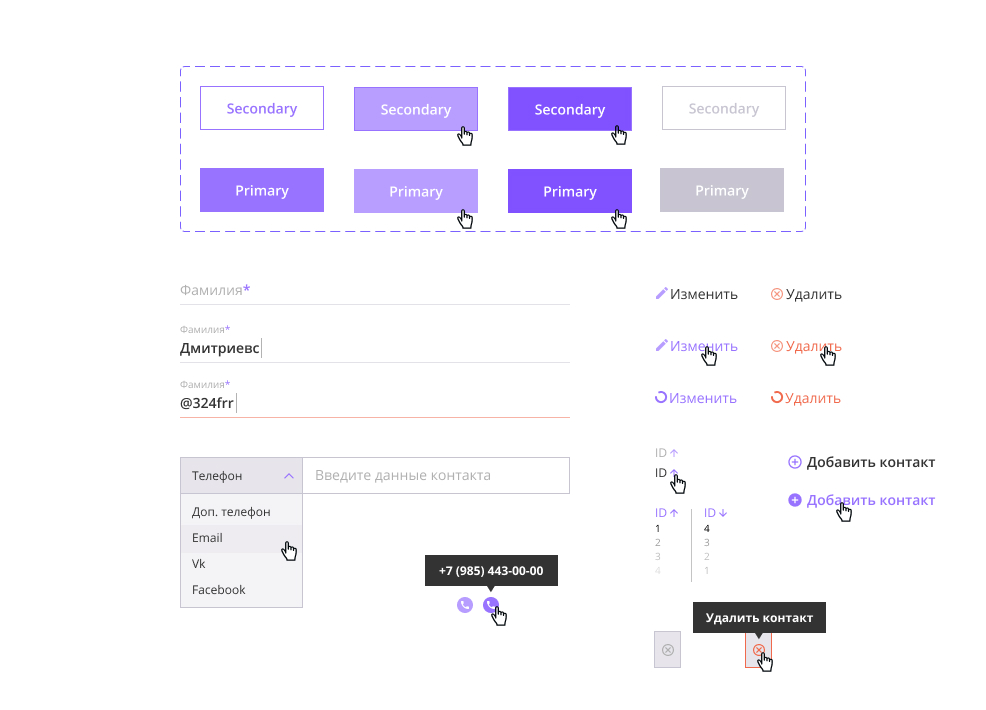 Secondary Secondary Secondary Secondary
Primary Primary Primary Primary
Фамилия*
Фамилия*
Дмитриевс
Фамилия*
@324frr
Телефон Введите данные контакта
Доп. телефон
Email
Vk
Facebook
+7 (985) 443-00-00
Изменить Удалить
Изменить Удалить
Изменить Удалить
ID
ID
ID ID
1 4
2 3
3 2
4 1
Добавить контакт
Добавить контакт
Удалить контакт